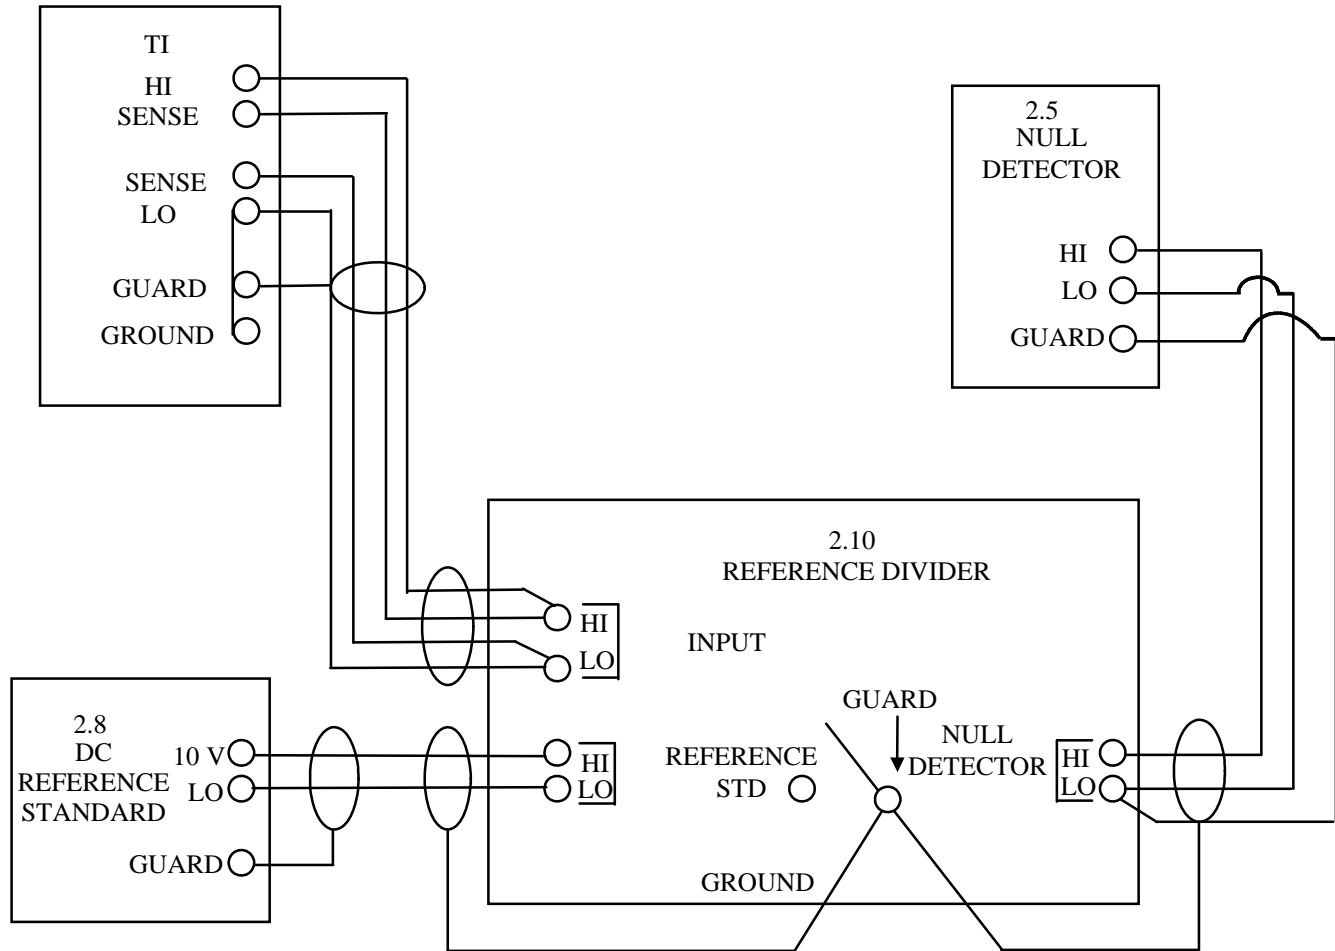 TI
HI
SENSE
SENSE
LO
GUARD
GROUND
2.5
NULL
DETECTOR
HI
LO
GUARD
2.10
REFERENCE DIVIDER
HI
LO
INPUT
GUARD
REFERENCE
STD
NULL
DETECTOR
HI
LO
HI
LO
GROUND
2.8
DC
REFERENCE
STANDARD
10 V
LO
GUARD